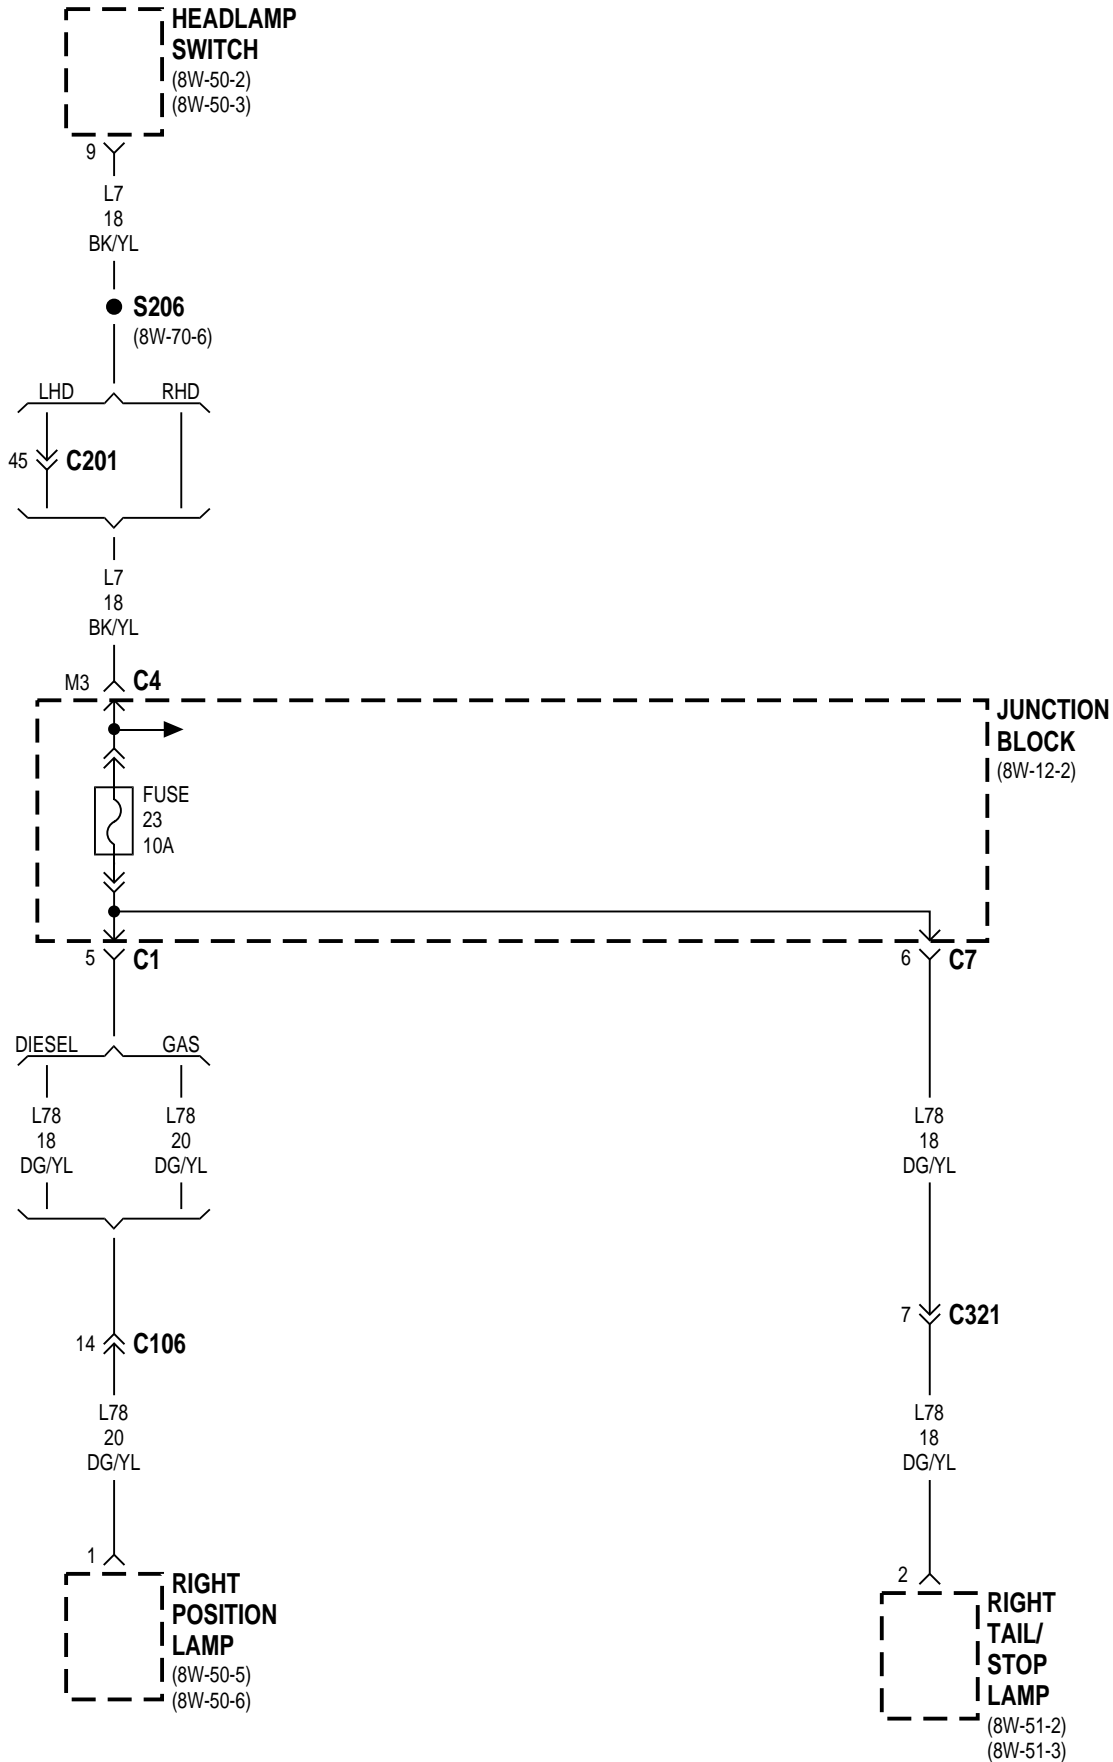 HEADLAMP
SWITCH
(8W-50-2)
(8W-50-3)
9
L7
18
BK/YL
S206
(8W-70-6)
LHD RHD
45 C201
L7
18
BK/YL
M3 C4
JUNCTION
BLOCK
(8W-12-2)
FUSE
23
10A
5 C1
6 C7
DIESEL GAS
L78 L78 L78
18 20 18
DG/YL DG/YL DG/YL
7 C321
14 C106
L78 L78
20 18
DG/YL DG/YL
1
RIGHT
POSITION
LAMP
(8W-50-5)
(8W-50-6)
2
RIGHT
TAIL/
STOP
LAMP
(8W-51-2)
(8W-51-3)